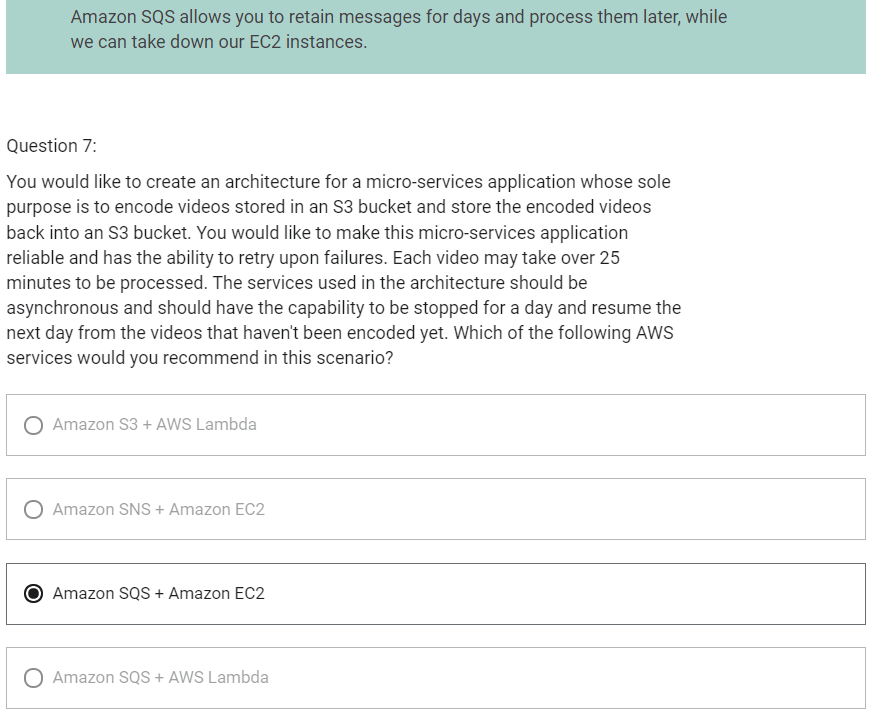 Amazon SQS allows you to retain messages for days and process them later, while
we can take down our EC2 instances.
Question 7:
You would like to create an architecture for a micro-services application whose sole
purpose is to encode videos stored in an S3 bucket and store the encoded videos
back into an S3 bucket. You would like to make this micro-services application
reliable and has the ability to retry upon failures. Each video may take over 25
minutes to be processed. The services used in the architecture should be
asynchronous and should have the capability to be stopped for a day and resume the
next day from the videos that haven't been encoded yet. Which of the following AWS
services would you recommend in this scenario?
Amazon S3 + AWS Lambda
Amazon SNS + Amazon EC2
Amazon SQS + Amazon EC2
Amazon SQS + AWS Lambda